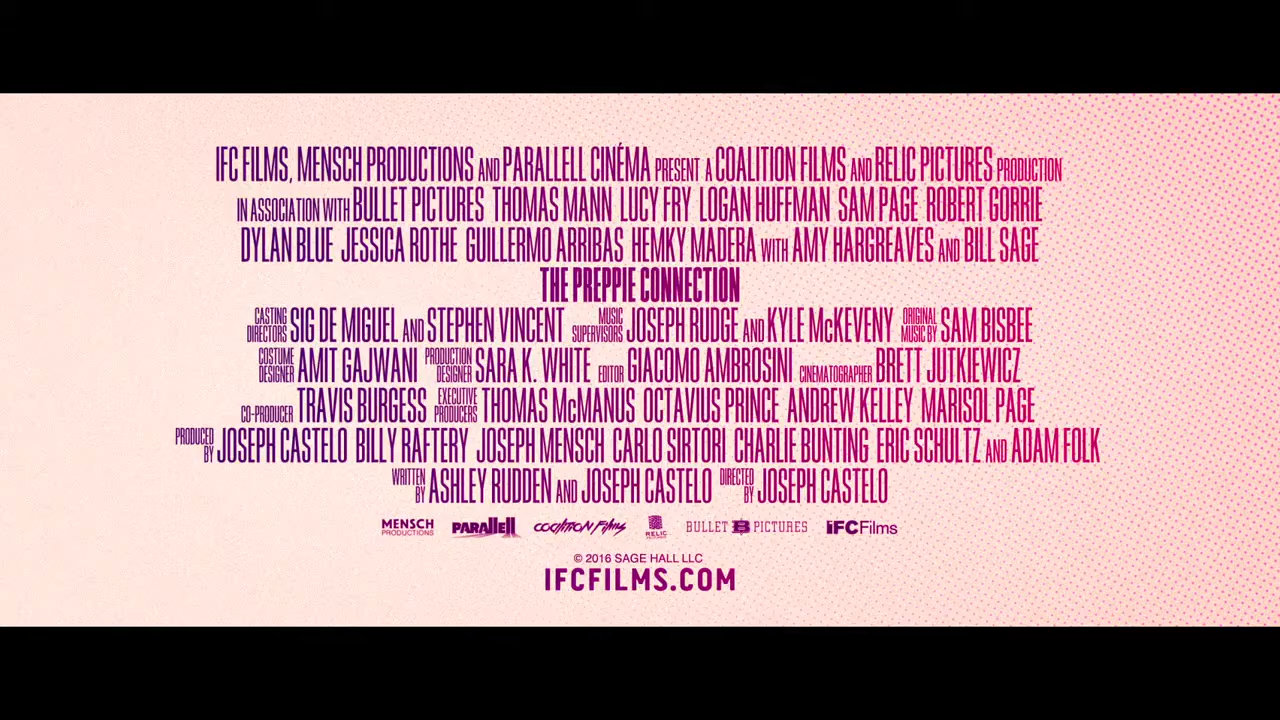 IFC FILMS, MENSCH PRODUCTIONS AND PARALLELL CINÉMA PRESENT A COALITION FILMS AND RELIC PICTURES PRODUCTION
IN ASSOCIATION WITH BULLET PICTURES THOMAS MANN LUCY FRY LOGAN HUFFMAN SAM PAGE ROBERT GORRIE
DYLAN BLUE JESSICA ROTHE GUILLERMO ARRIBAS HEMKY MADERA WITH AMY HARGREAVES AND BILL SAGE
THE PREPPIE CONNECTION
CASTING DIRECTORS SIG DE MIGUEL AND STEPHEN VINCENT MUSIC SUPERVISORS JOSEPH RUDGE AND KYLE McKEVENY ORIGINAL MUSIC BY SAM BISBEE
COSTUME DESIGNER AMIT GAJWANI PRODUCTION DESIGNER SARA K. WHITE EDITOR GIACOMO AMBROSINI CINEMATOGRAPHER BRETT JUTKIEWICZ
CO-PRODUCER TRAVIS BURGESS EXECUTIVE PRODUCERS THOMAS McMANUS OCTAVIUS PRINCE ANDREW KELLEY MARISOL PAGE
PRODUCED BY JOSEPH CASTELO BILLY RAFTERY JOSEPH MENSCH CARLO SIRTORI CHARLIE BUNTING ERIC SCHULTZ AND ADAM FOLK
WRITTEN BY ASHLEY RUDDEN AND JOSEPH CASTELO DIRECTED BY JOSEPH CASTELO
MENSCH PRODUCTIONS PARALLELL COALITION FILMS RELIC PICTURES BULLET B PICTURES IFC Films
© 2016 SAGE HALL LLC
IFCFILMS.COM